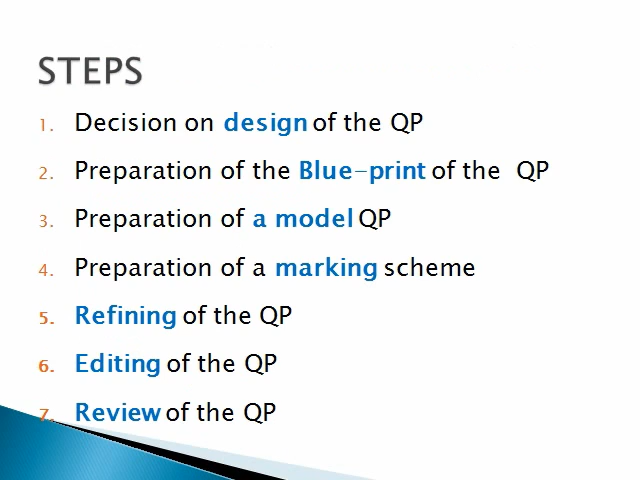 STEPS
1. Decision on design of the QP
2. Preparation of the Blue-print of the QP
3. Preparation of a model QP
4. Preparation of a marking scheme
5. Refining of the QP
6. Editing of the QP
7. Review of the QP